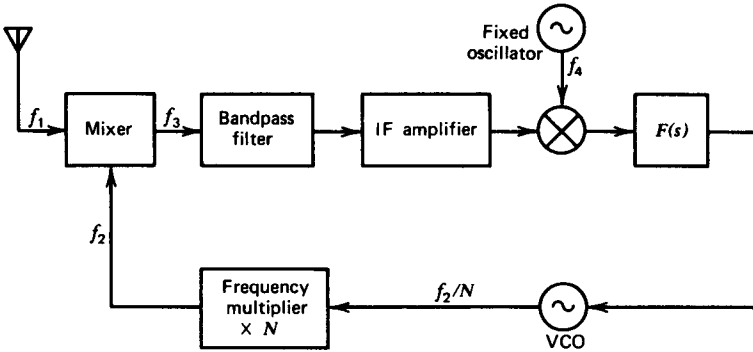 Fixed
oscillator
f₄
f₁
Mixer
f₃
Bandpass
filter
IF amplifier
F(s)
f₂
Frequency
multiplier
× N
f₂/N
VCO